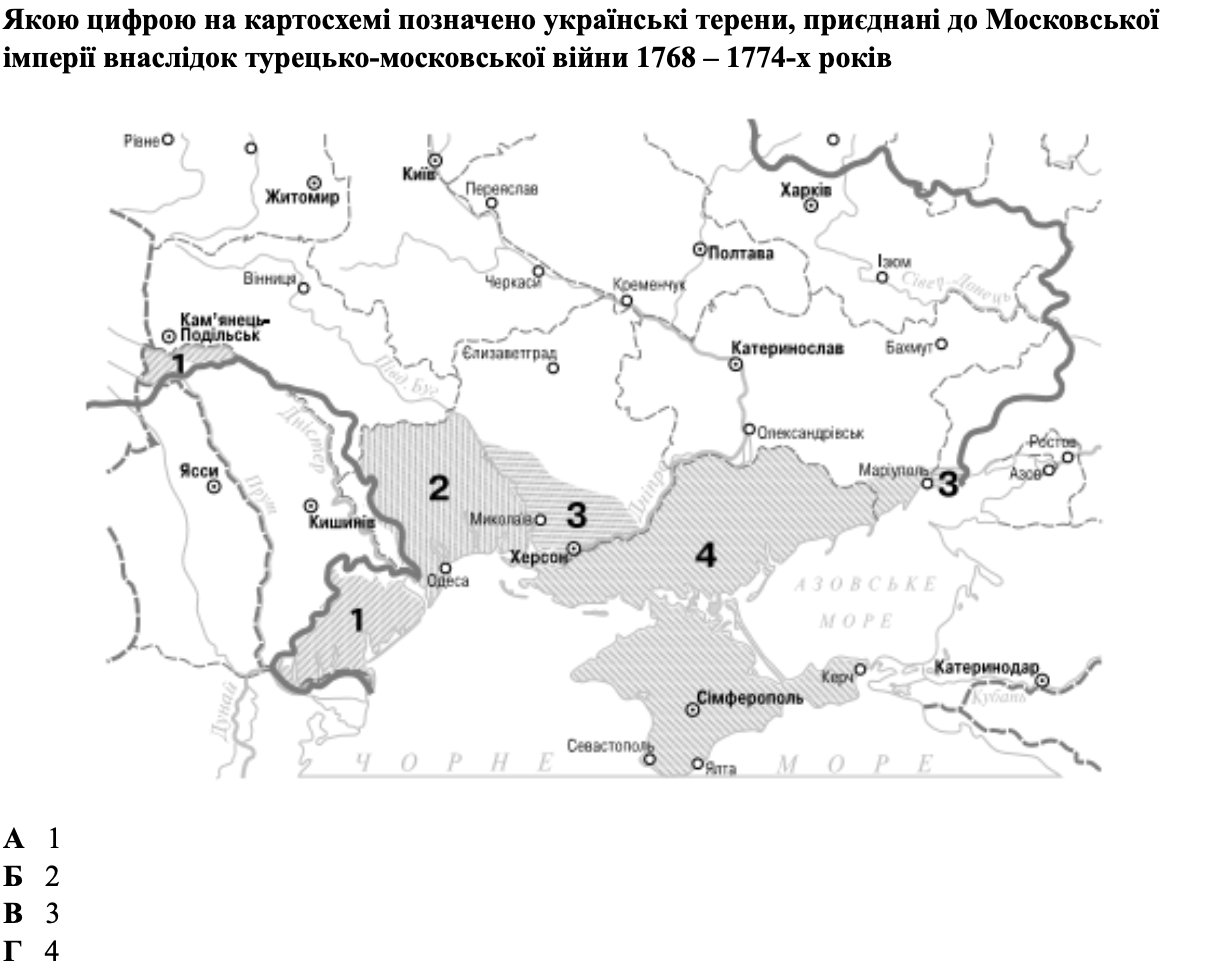 Якою цифрою на картосхемі позначено українські терени, приєднані до Московської
імперії внаслідок турецько-московської війни 1768 – 1774-х років
Рівне
Житомир
Київ
Переяслав
Харків
Полтава
Ізюм
Сівер. Донець
Вінниця
Черкаси
Кременчук
Кам’янець-
Подільськ
1
Єлизаветград
Катеринослав
Бахмут
Півд. Буг
Дністер
Олександрівськ
Ростов
Азов
Маріуполь
3
Ясси
Прут
Кишинів
2
Миколаїв
3
Дніпро
Херсон
4
Одеса
АЗОВСЬКЕ
МОРЕ
1
Керч
Катеринодар
Кубань
Дунай
Сімферополь
Севастополь
Ялта
ЧОРНЕ МОРЕ
А 1
Б 2
В 3
Г 4